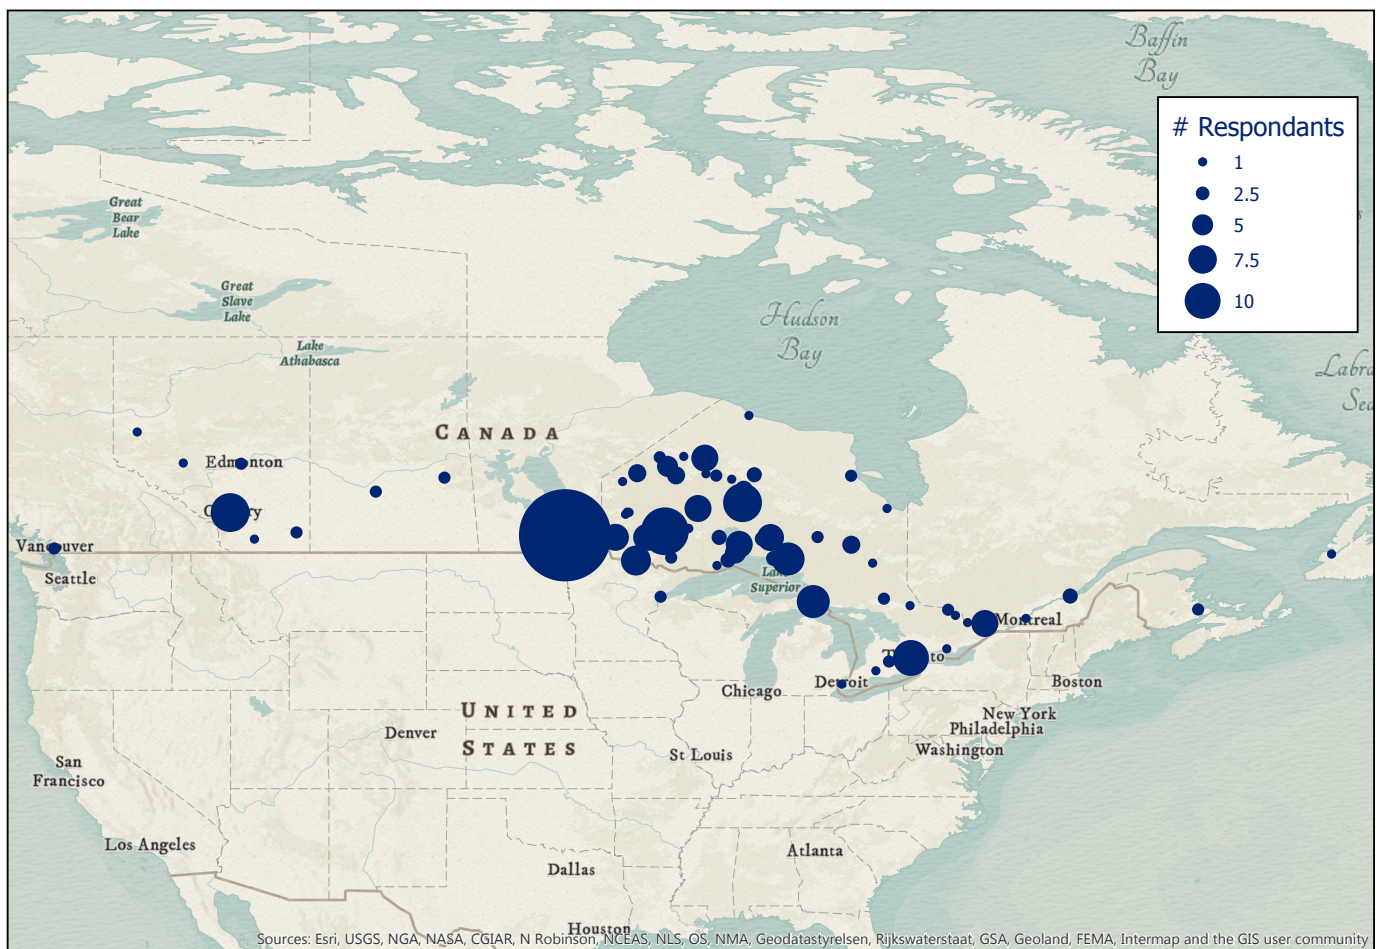 Baffin
Bay
# Respondants
1
2.5
5
7.5
10
Great
Bear
Lake
Great
Slave
Lake
Hudson
Bay
Lake
Athabasca
Labra
Sea
CANADA
Edmonton
Vancouver
Seattle
Lake
Superior
Montreal
Detroit
Chicago
Boston
UNITED
STATES
Denver
New York
Philadelphia
Washington
St Louis
San
Francisco
Los Angeles
Atlanta
Dallas
Houston
Sources: Esri, USGS, NGA, NASA, CGIAR, N Robinson, NCEAS, NLS, OS, NMA, Geodatastyrelsen, Rijkswaterstaat, GSA, Geoland, FEMA, Intermap and the GIS user community